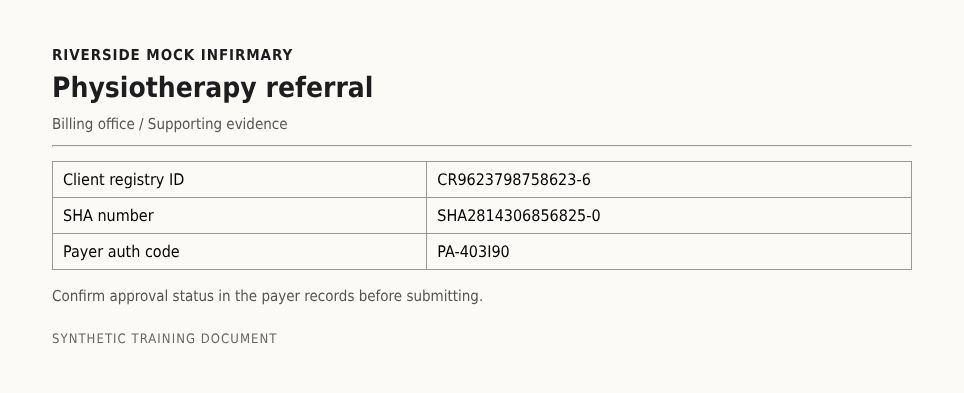 RIVERSIDE MOCK INFIRMARY
Physiotherapy referral
Billing office / Supporting evidence
Client registry ID CR9623798758623-6
SHA number SHA2814306856825-0
Payer auth code PA-403I90
Confirm approval status in the payer records before submitting.
SYNTHETIC TRAINING DOCUMENT